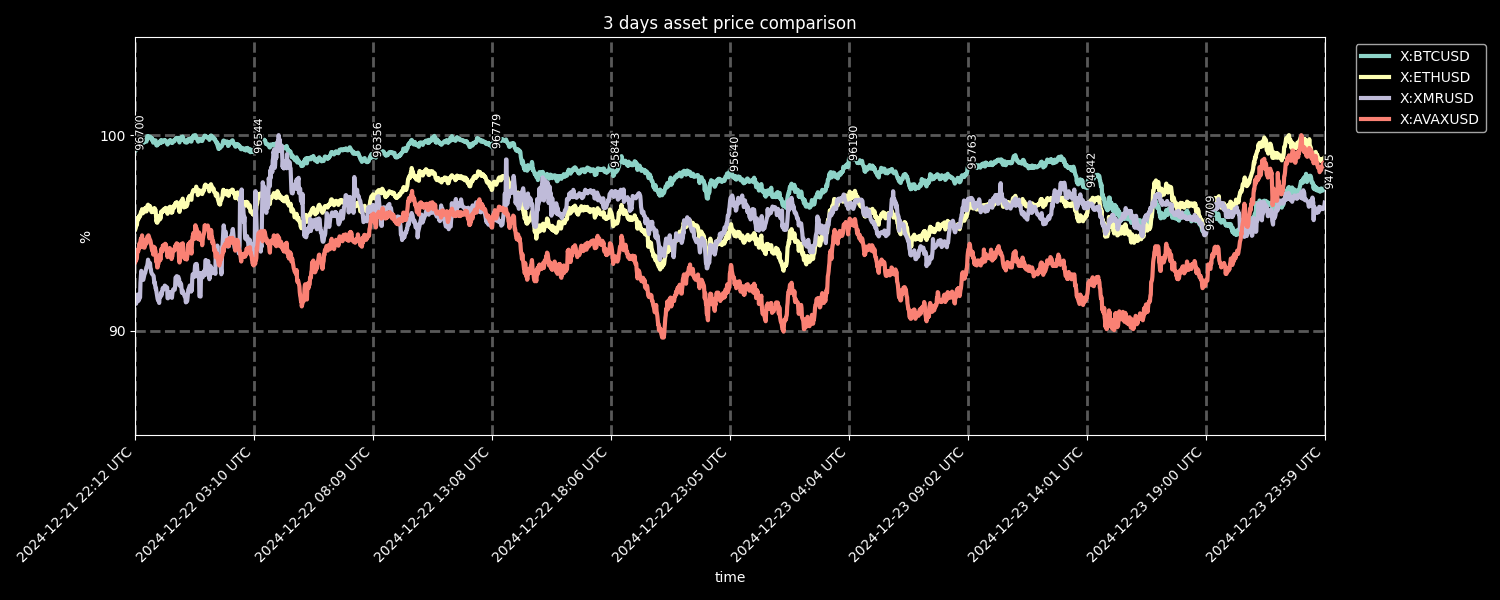 3 days asset price comparison
X:BTCUSD
X:ETHUSD
X:XMRUSD
X:AVAXUSD
100
90
%
96700
96544
96356
96779
95843
95640
96190
95763
94842
92709
94765
2024-12-21 22:12 UTC
2024-12-22 03:10 UTC
2024-12-22 08:09 UTC
2024-12-22 13:08 UTC
2024-12-22 18:06 UTC
2024-12-22 23:05 UTC
2024-12-23 04:04 UTC
2024-12-23 09:02 UTC
2024-12-23 14:01 UTC
2024-12-23 19:00 UTC
2024-12-23 23:59 UTC
time